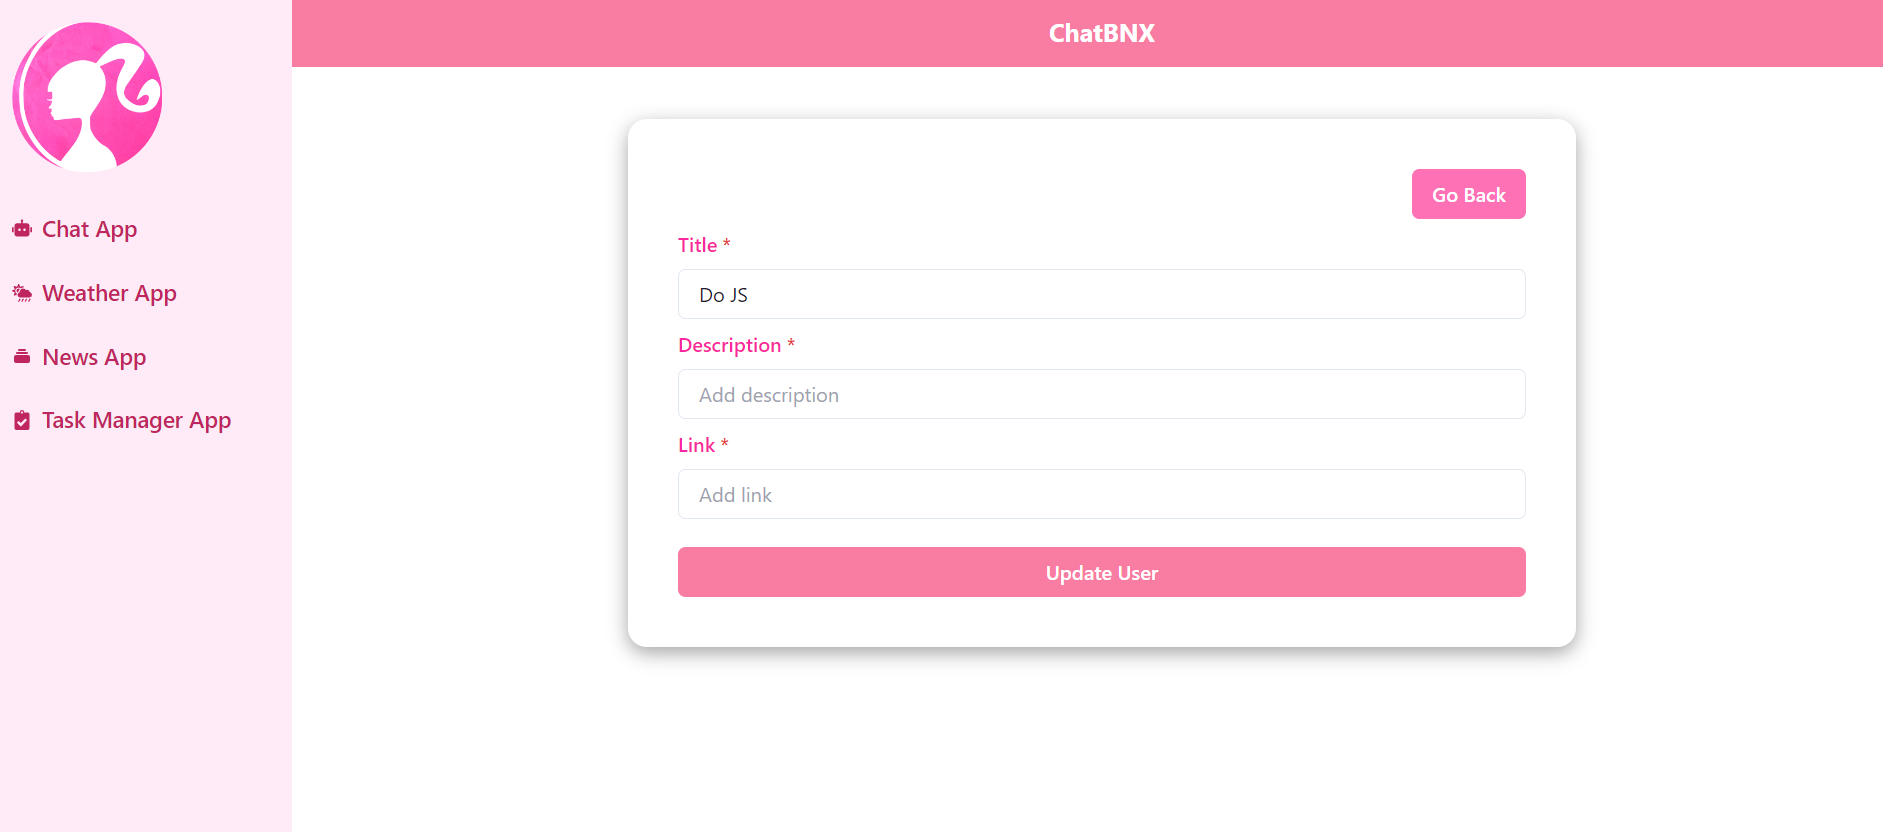 ChatBNX
Chat App
Weather App
News App
Task Manager App
Go Back
Title *
Do JS
Description *
Add description
Link *
Add link
Update User